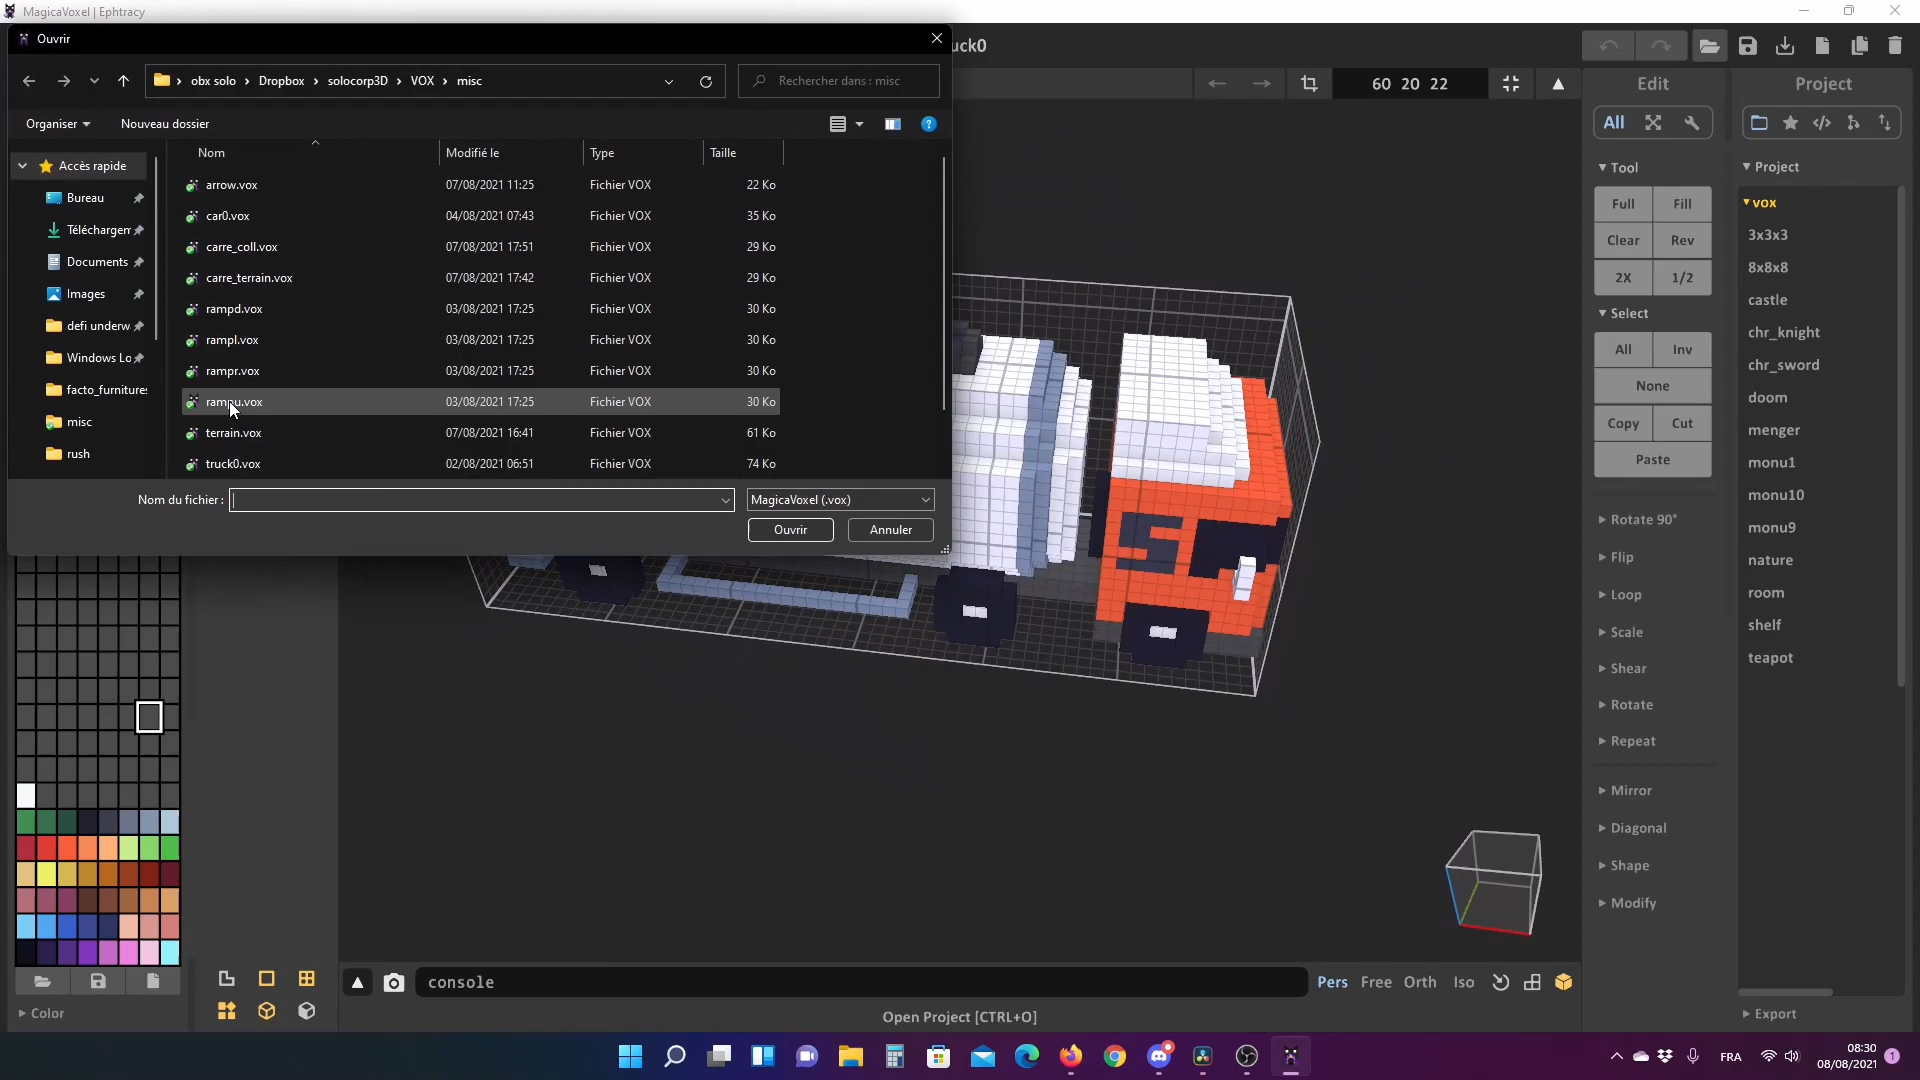 MagicaVoxel | Ephtracy
Ouvrir
uck0
obx solo > Dropbox > solocorp3D > VOX > misc
Rechercher dans : misc
60 20 22
Edit
Project
Organiser
Nouveau dossier
All
Nom
Modifié le
Type
Taille
Accès rapide
Bureau
Téléchargem
Documents
Images
defi underw
Windows Lo
facto_furnitures
misc
rush
arrow.vox 07/08/2021 11:25 Fichier VOX 22 Ko
car0.vox 04/08/2021 07:43 Fichier VOX 35 Ko
carre_coll.vox 07/08/2021 17:51 Fichier VOX 29 Ko
carre_terrain.vox 07/08/2021 17:42 Fichier VOX 29 Ko
rampd.vox 03/08/2021 17:25 Fichier VOX 30 Ko
rampl.vox 03/08/2021 17:25 Fichier VOX 30 Ko
rampr.vox 03/08/2021 17:25 Fichier VOX 30 Ko
rampu.vox 03/08/2021 17:25 Fichier VOX 30 Ko
terrain.vox 07/08/2021 16:41 Fichier VOX 61 Ko
truck0.vox 02/08/2021 06:51 Fichier VOX 74 Ko
Nom du fichier :
MagicaVoxel (.vox)
Ouvrir
Annuler
S
Tool
Full Fill
Clear Rev
2X 1/2
Select
All Inv
None
Copy Cut
Paste
Rotate 90°
Flip
Loop
Scale
Shear
Rotate
Repeat
Mirror
Diagonal
Shape
Modify
Project
vox
3x3x3
8x8x8
castle
chr_knight
chr_sword
doom
menger
monu1
monu10
monu9
nature
room
shelf
teapot
Export
Color
console
Pers Free Orth Iso
Open Project [CTRL+O]
FRA
08:30
08/08/2021
1